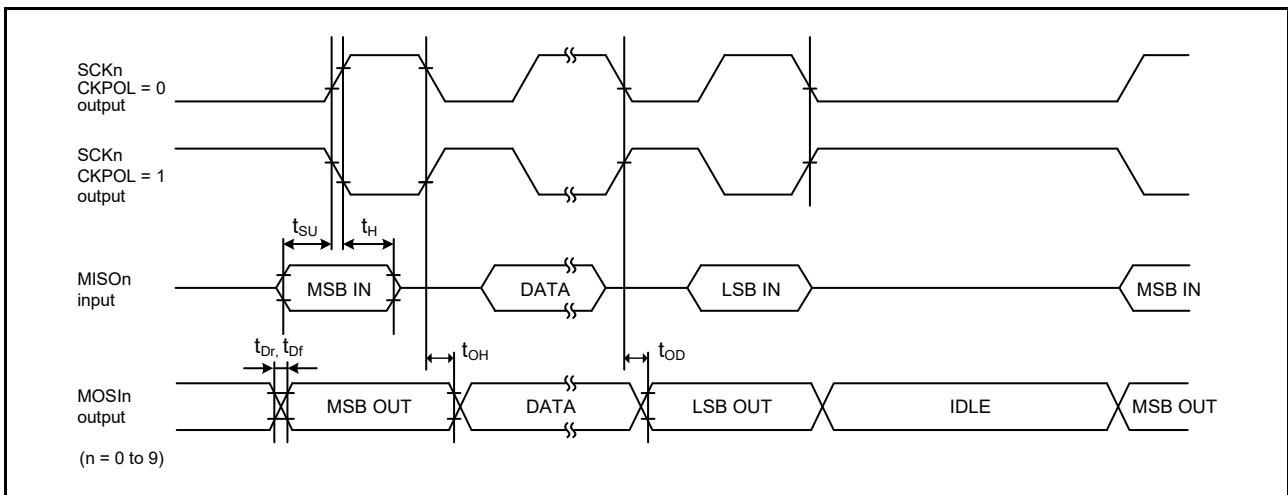 SCKn
CKPOL = 0
output
SCKn
CKPOL = 1
output
tSU
tH
MISOn
input
MSB IN
DATA
LSB IN
MSB IN
tDr, tDf
tOH
tOD
MOSIn
output
MSB OUT
DATA
LSB OUT
IDLE
MSB OUT
(n = 0 to 9)